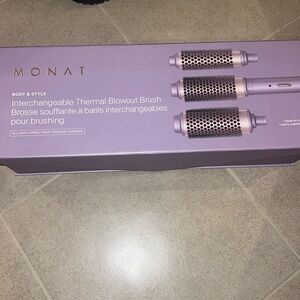 MONAT
BODY & STYLE
Interchangeable Thermal Blowout Brush
Brosse soufflante à barils interchangeables
pour brushing